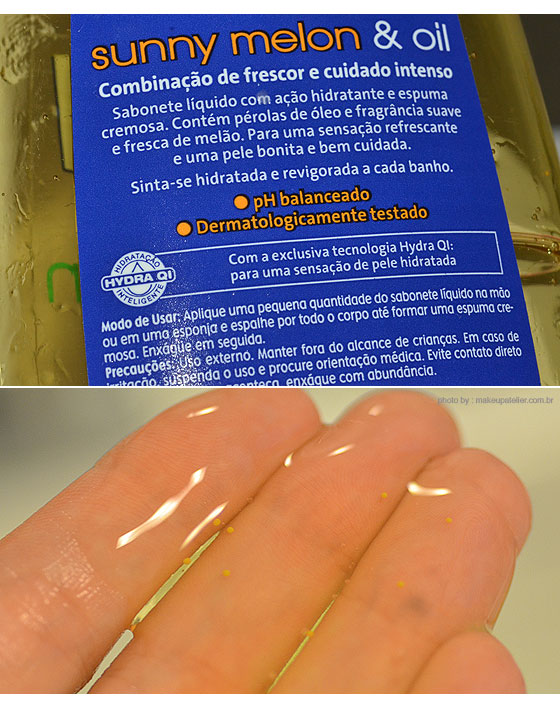 sunny melon & oil
Combinação de frescor e cuidado intenso
Sabonete líquido com ação hidratante e espuma
cremosa. Contém pérolas de óleo e fragrância suave
e fresca de melão. Para uma sensação refrescante
e uma pele bonita e bem cuidada.
Sinta-se hidratada e revigorada a cada banho.
pH balanceado
Dermatologicamente testado
HIDRATAÇÃO
HYDRA QI
INTELIGENTE
Com a exclusiva tecnologia Hydra QI:
para uma sensação de pele hidratada
Modo de Usar: Aplique uma pequena quantidade do sabonete líquido na mão
ou em uma esponja e espalhe por todo o corpo até formar uma espuma cre-
mosa. Enxágue em seguida.
Precauções: Uso externo. Manter fora do alcance de crianças. Em caso de
irritação, suspenda o uso e procure orientação médica. Evite contato direto
aconteça, enxágue com abundância.
photo by : makeupatelier.com.br